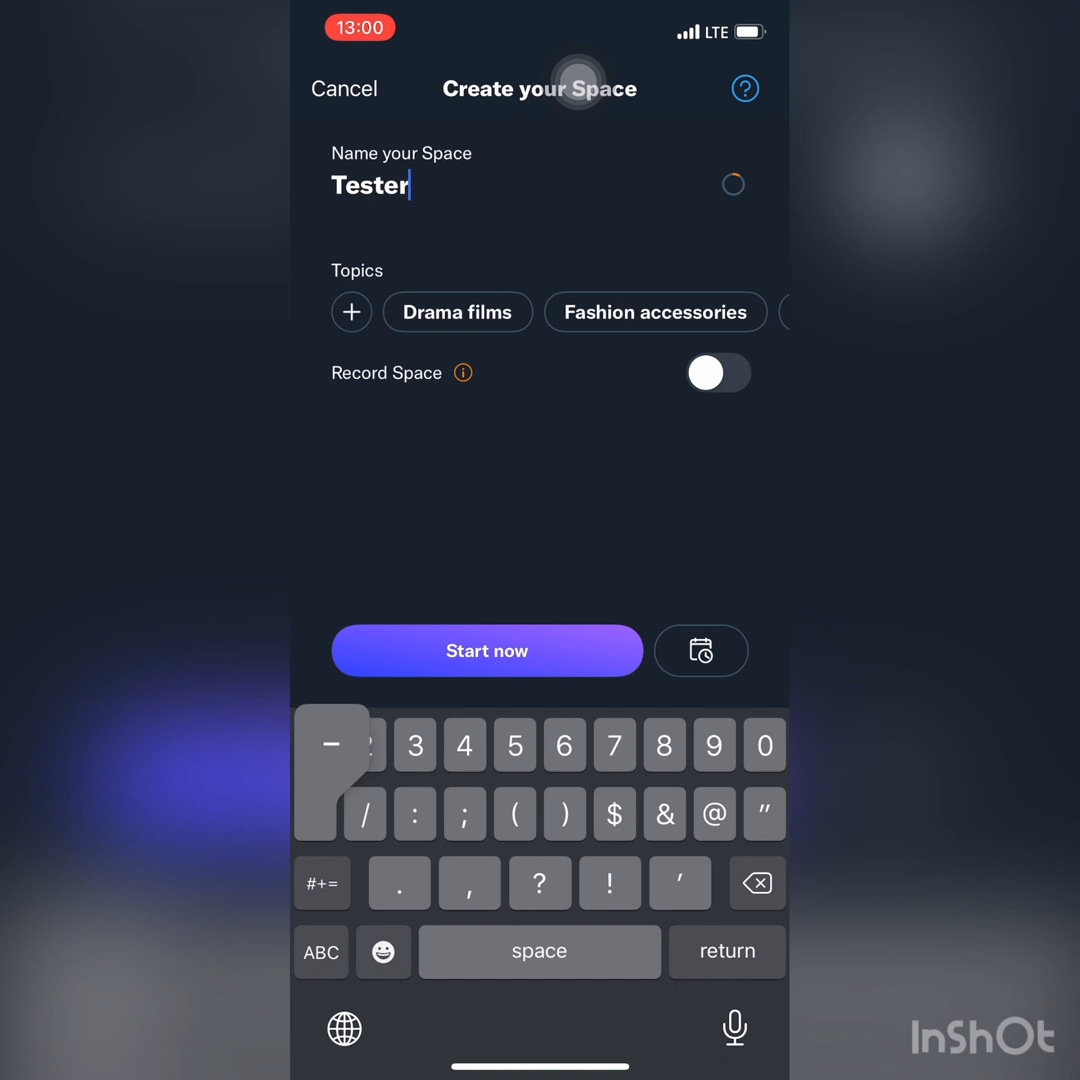 13:00 LTE
Cancel Create your Space ?
Name your Space
Tester
Topics
+ Drama films Fashion accessories
Record Space i
Start now
- 3 4 5 6 7 8 9 0
/ : ; ( ) $ & @ "
#+= . , ? ! '
ABC space return
InShOt